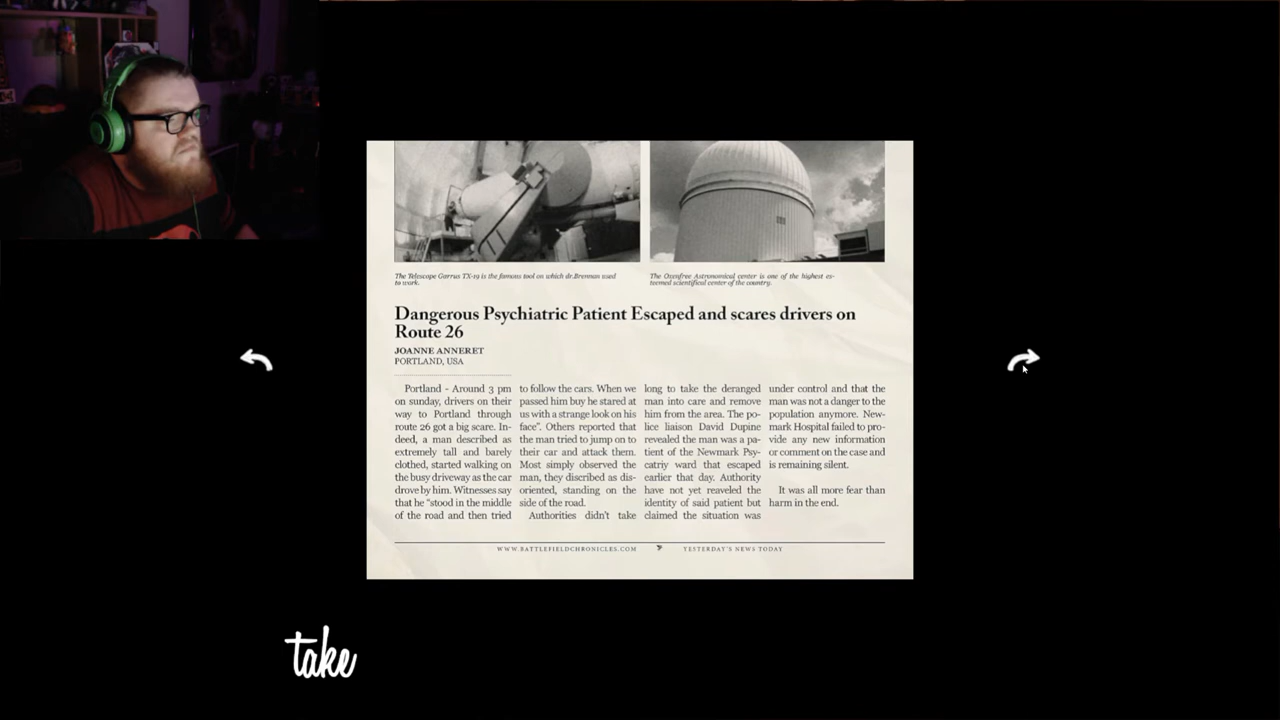 The Telescope Garrus TX-19 is the famous tool on which dr.Brennan used
to work.
The Oxenfree Astronomical center is one of the highest es-
teemed scientifical center of the country.
Dangerous Psychiatric Patient Escaped and scares drivers on
Route 26
JOANNE ANNERET
PORTLAND, USA
Portland - Around 3 pm
on sunday, drivers on their
way to Portland through
route 26 got a big scare. In-
deed, a man described as
extremely tall and barely
clothed, started walking on
the busy driveway as the car
drove by him. Witnesses say
that he “stood in the middle
of the road and then tried
to follow the cars. When we
passed him buy he stared at
us with a strange look on his
face”. Others reported that
the man tried to jump on to
their car and attack them.
Most simply observed the
man, they discribed as dis-
oriented, standing on the
side of the road.
Authorities didn’t take
long to take the deranged
man into care and remove
him from the area. The po-
lice liaison David Dupine
revealed the man was a pa-
tient of the Newmark Psy-
catriy ward that escaped
earlier that day. Authority
have not yet reaveled the
identity of said patient but
claimed the situation was
under control and that the
man was not a danger to the
population anymore. New-
mark Hospital failed to pro-
vide any new information
or comment on the case and
is remaining silent.
It was all more fear than
harm in the end.
WWW.BATTLEFIELDCHRONICLES.COM
YESTERDAY'S NEWS TODAY
take